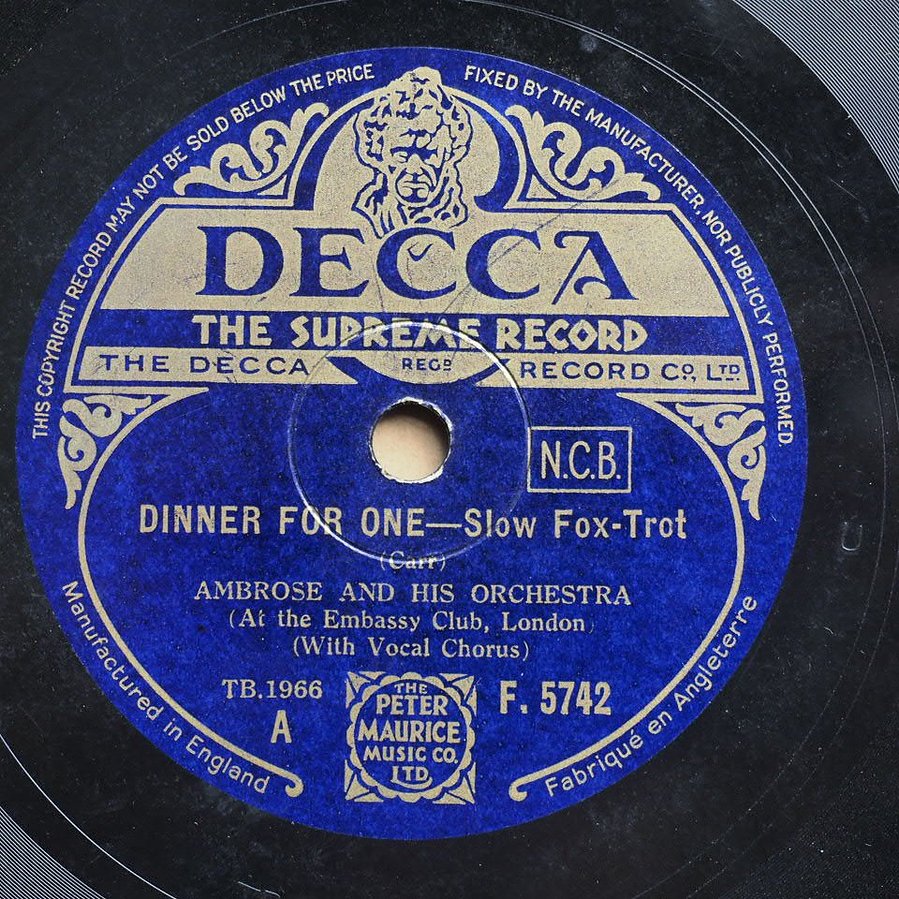 THIS COPYRIGHT RECORD MAY NOT BE SOLD BELOW THE PRICE FIXED BY THE MANUFACTURER, NOR PUBLICLY PERFORMED.
DECCA
THE SUPREME RECORD
THE DECCA REGD RECORD CO., LTD.
N.C.B.
DINNER FOR ONE—Slow Fox-Trot
(Carr)
AMBROSE AND HIS ORCHESTRA
(At the Embassy Club, London)
(With Vocal Chorus)
TB.1966
A
THE
PETER
MAURICE
MUSIC CO.
LTD.
F. 5742
Manufactured in England
Fabriqué en Angleterre